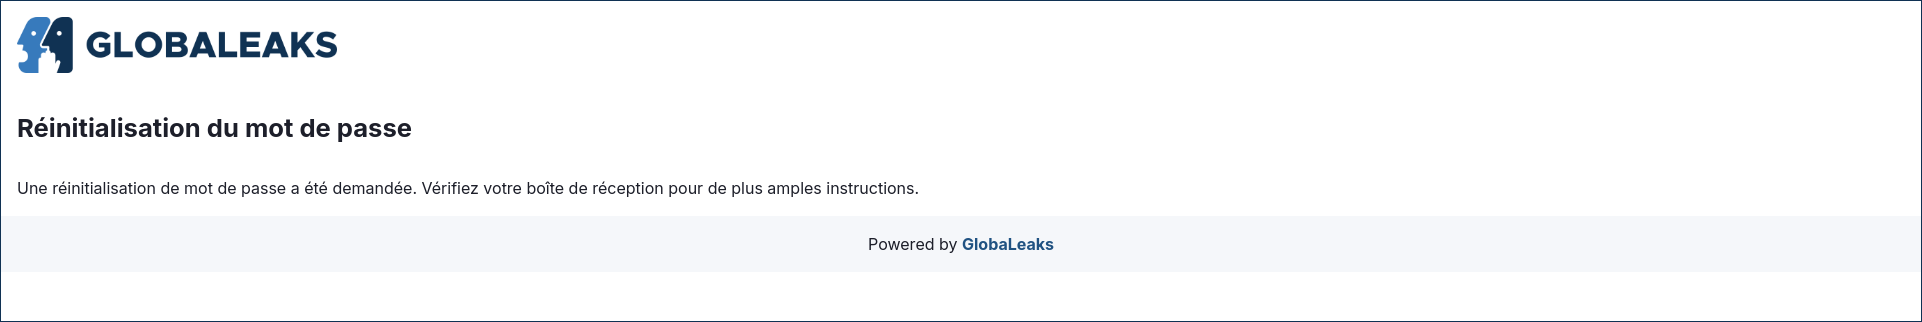 GLOBALEAKS
Réinitialisation du mot de passe
Une réinitialisation de mot de passe a été demandée. Vérifiez votre boîte de réception pour de plus amples instructions.
Powered by GlobaLeaks